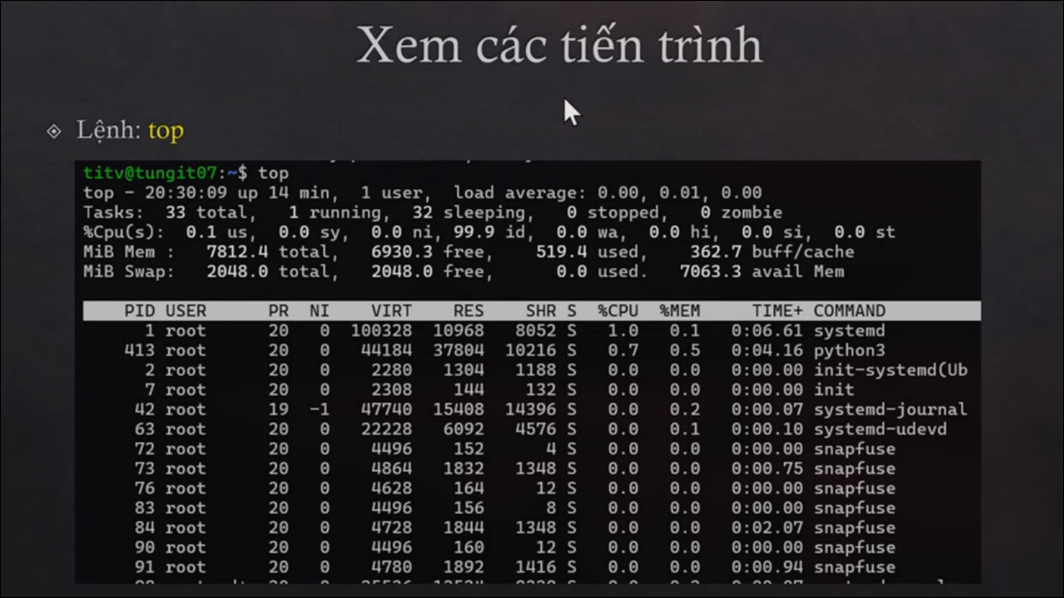 Xem các tiến trình
Lệnh: top
titv@tungit07:~$ top
top - 20:30:09 up 14 min,  1 user,  load average: 0.00, 0.01, 0.00
Tasks:  33 total,   1 running,  32 sleeping,   0 stopped,   0 zombie
%Cpu(s):  0.1 us,  0.0 sy,  0.0 ni, 99.9 id,  0.0 wa,  0.0 hi,  0.0 si,  0.0 st
MiB Mem :   7812.4 total,   6930.3 free,    519.4 used,    362.7 buff/cache
MiB Swap:   2048.0 total,   2048.0 free,      0.0 used.   7063.3 avail Mem
PID USER      PR  NI    VIRT    RES    SHR S  %CPU  %MEM     TIME+ COMMAND
1 root      20   0  100328  10968   8052 S   1.0   0.1   0:06.61 systemd
413 root      20   0   44184  37804  10216 S   0.7   0.5   0:04.16 python3
2 root      20   0    2280   1304   1188 S   0.0   0.0   0:00.00 init-systemd(Ub
7 root      20   0    2308    144    132 S   0.0   0.0   0:00.00 init
42 root      19  -1   47740  15408  14396 S   0.0   0.2   0:00.07 systemd-journal
63 root      20   0   22228   6092   4576 S   0.0   0.1   0:00.10 systemd-udevd
72 root      20   0    4496    152      4 S   0.0   0.0   0:00.00 snapfuse
73 root      20   0    4864   1832   1348 S   0.0   0.0   0:00.75 snapfuse
76 root      20   0    4628    164     12 S   0.0   0.0   0:00.00 snapfuse
83 root      20   0    4496    156      8 S   0.0   0.0   0:00.00 snapfuse
84 root      20   0    4728   1844   1348 S   0.0   0.0   0:02.07 snapfuse
90 root      20   0    4496    160     12 S   0.0   0.0   0:00.00 snapfuse
91 root      20   0    4780   1892   1416 S   0.0   0.0   0:00.94 snapfuse